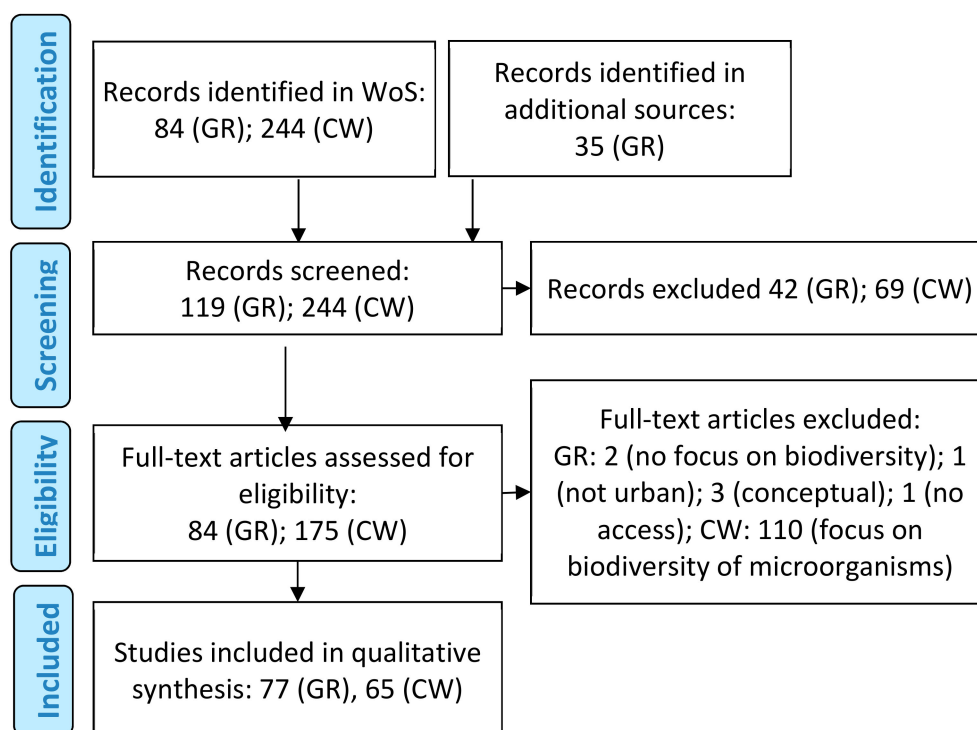 Identification
Records identified in WoS:
84 (GR); 244 (CW)
Records identified in
additional sources:
35 (GR)
Screening
Records screened:
119 (GR); 244 (CW)
Records excluded 42 (GR); 69 (CW)
Eligibility
Full-text articles assessed for
eligibility:
84 (GR); 175 (CW)
Full-text articles excluded:
GR: 2 (no focus on biodiversity); 1
(not urban); 3 (conceptual); 1 (no
access); CW: 110 (focus on
biodiversity of microorganisms)
Included
Studies included in qualitative
synthesis: 77 (GR), 65 (CW)